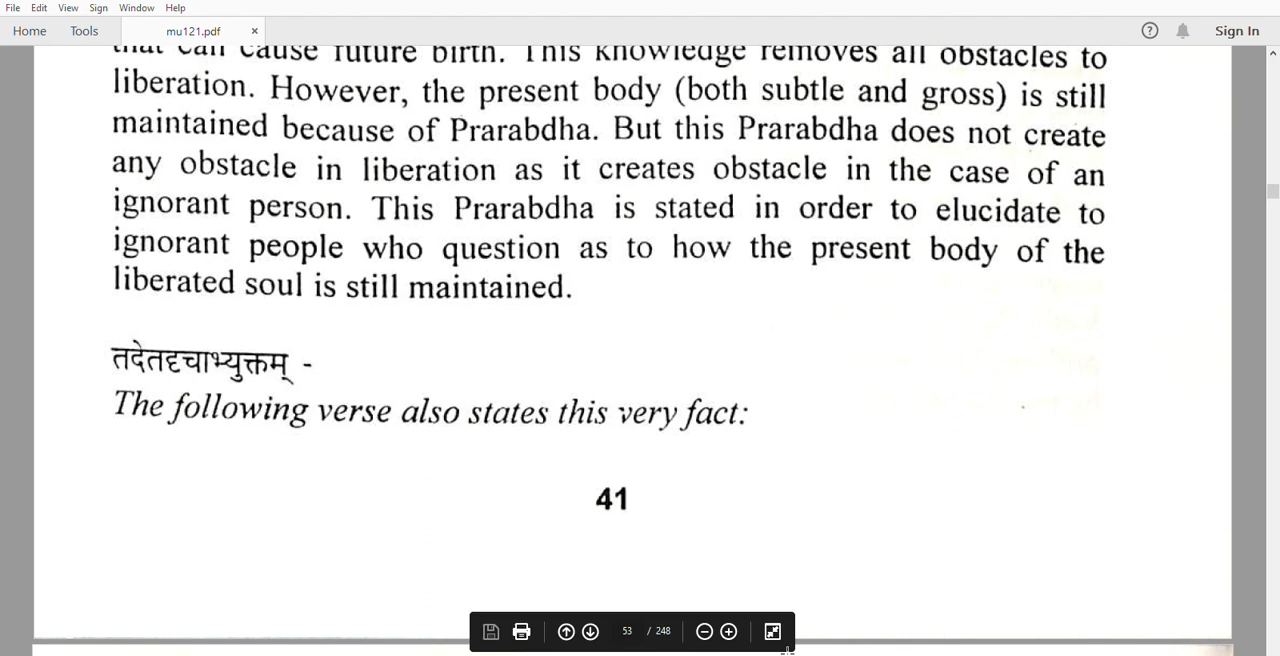 File Edit View Sign Window Help
Home Tools mu121.pdf × ? Sign In
that can cause future birth. This knowledge removes all obstacles to
liberation. However, the present body (both subtle and gross) is still
maintained because of Prarabdha. But this Prarabdha does not create
any obstacle in liberation as it creates obstacle in the case of an
ignorant person. This Prarabdha is stated in order to elucidate to
ignorant people who question as to how the present body of the
liberated soul is still maintained.
तदेतदृचाभ्युक्तम् -
The following verse also states this very fact:
41
53 / 248